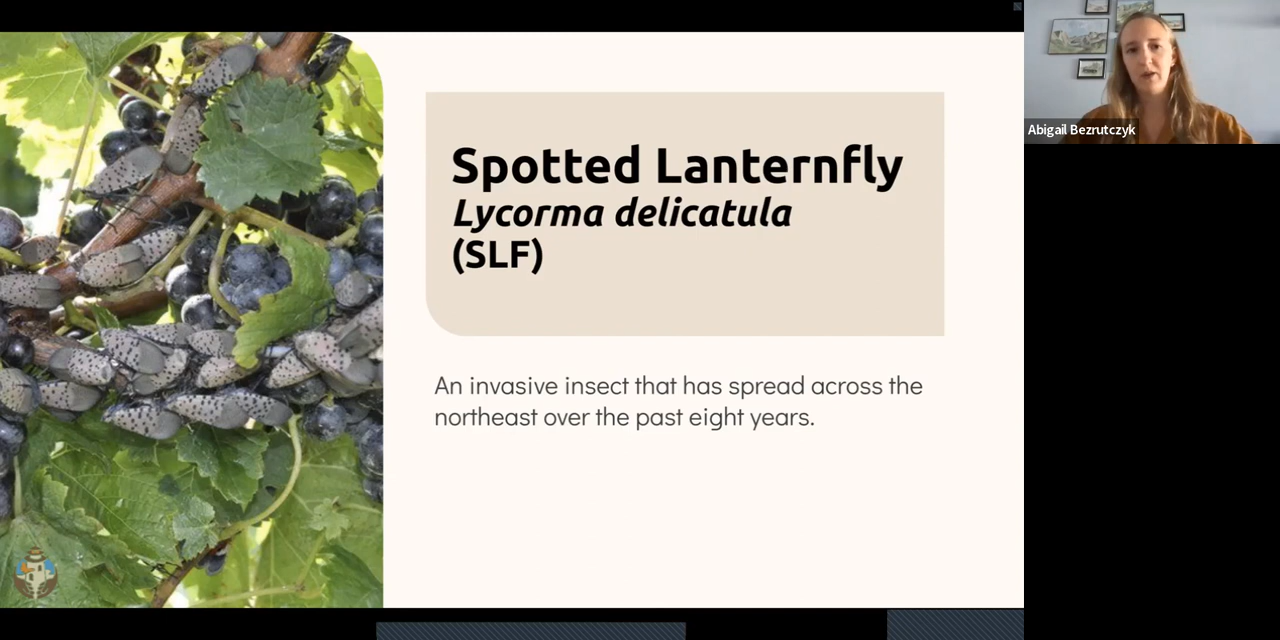 Spotted Lanternfly
Lycorma delicatula
(SLF)
An invasive insect that has spread across the
northeast over the past eight years.
Abigail Bezrutczyk